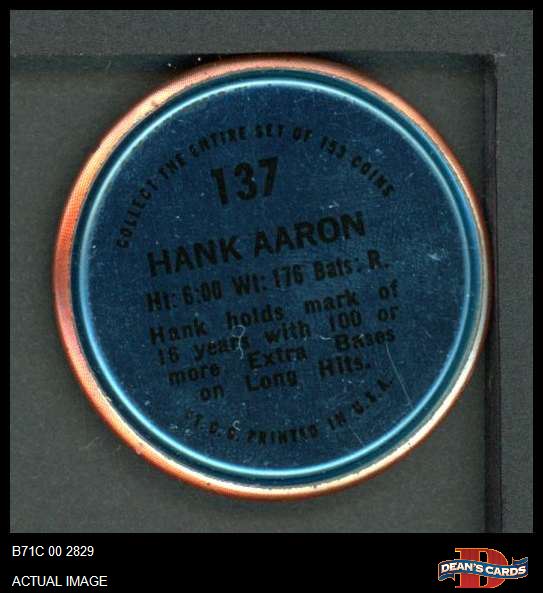 COLLECT THE ENTIRE SET OF 153 COINS
137
HANK AARON
Ht: 6:00 Wt: 176 Bats: R.
Hank holds mark of
16 years with 100 or
more Extra Bases
on Long Hits.
©T.C.G. PRINTED IN U.S.A.
B71C 00 2829
ACTUAL IMAGE
D
DEAN'S CARDS